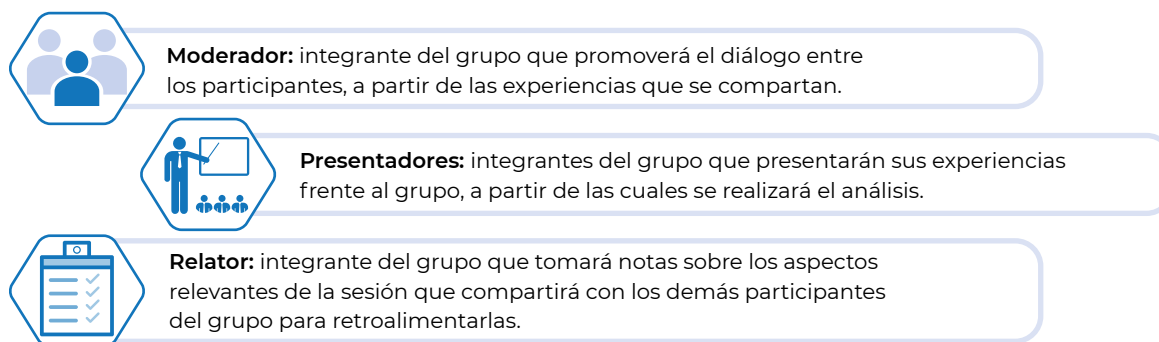 Moderador: integrante del grupo que promoverá el diálogo entre
los participantes, a partir de las experiencias que se compartan.
Presentadores: integrantes del grupo que presentarán sus experiencias
frente al grupo, a partir de las cuales se realizará el análisis.
Relator: integrante del grupo que tomará notas sobre los aspectos
relevantes de la sesión que compartirá con los demás participantes
del grupo para retroalimentarlas.